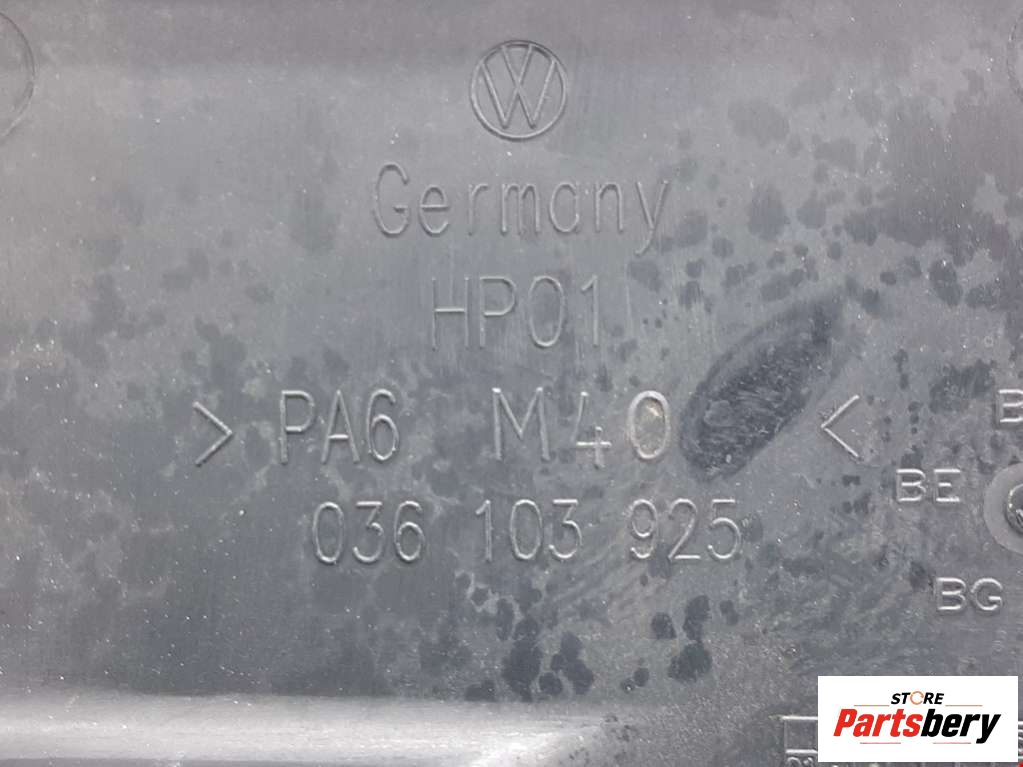 Germany
HP01
> PA6 M40 <
036 103 925
BE
BG
STORE
Partsbery